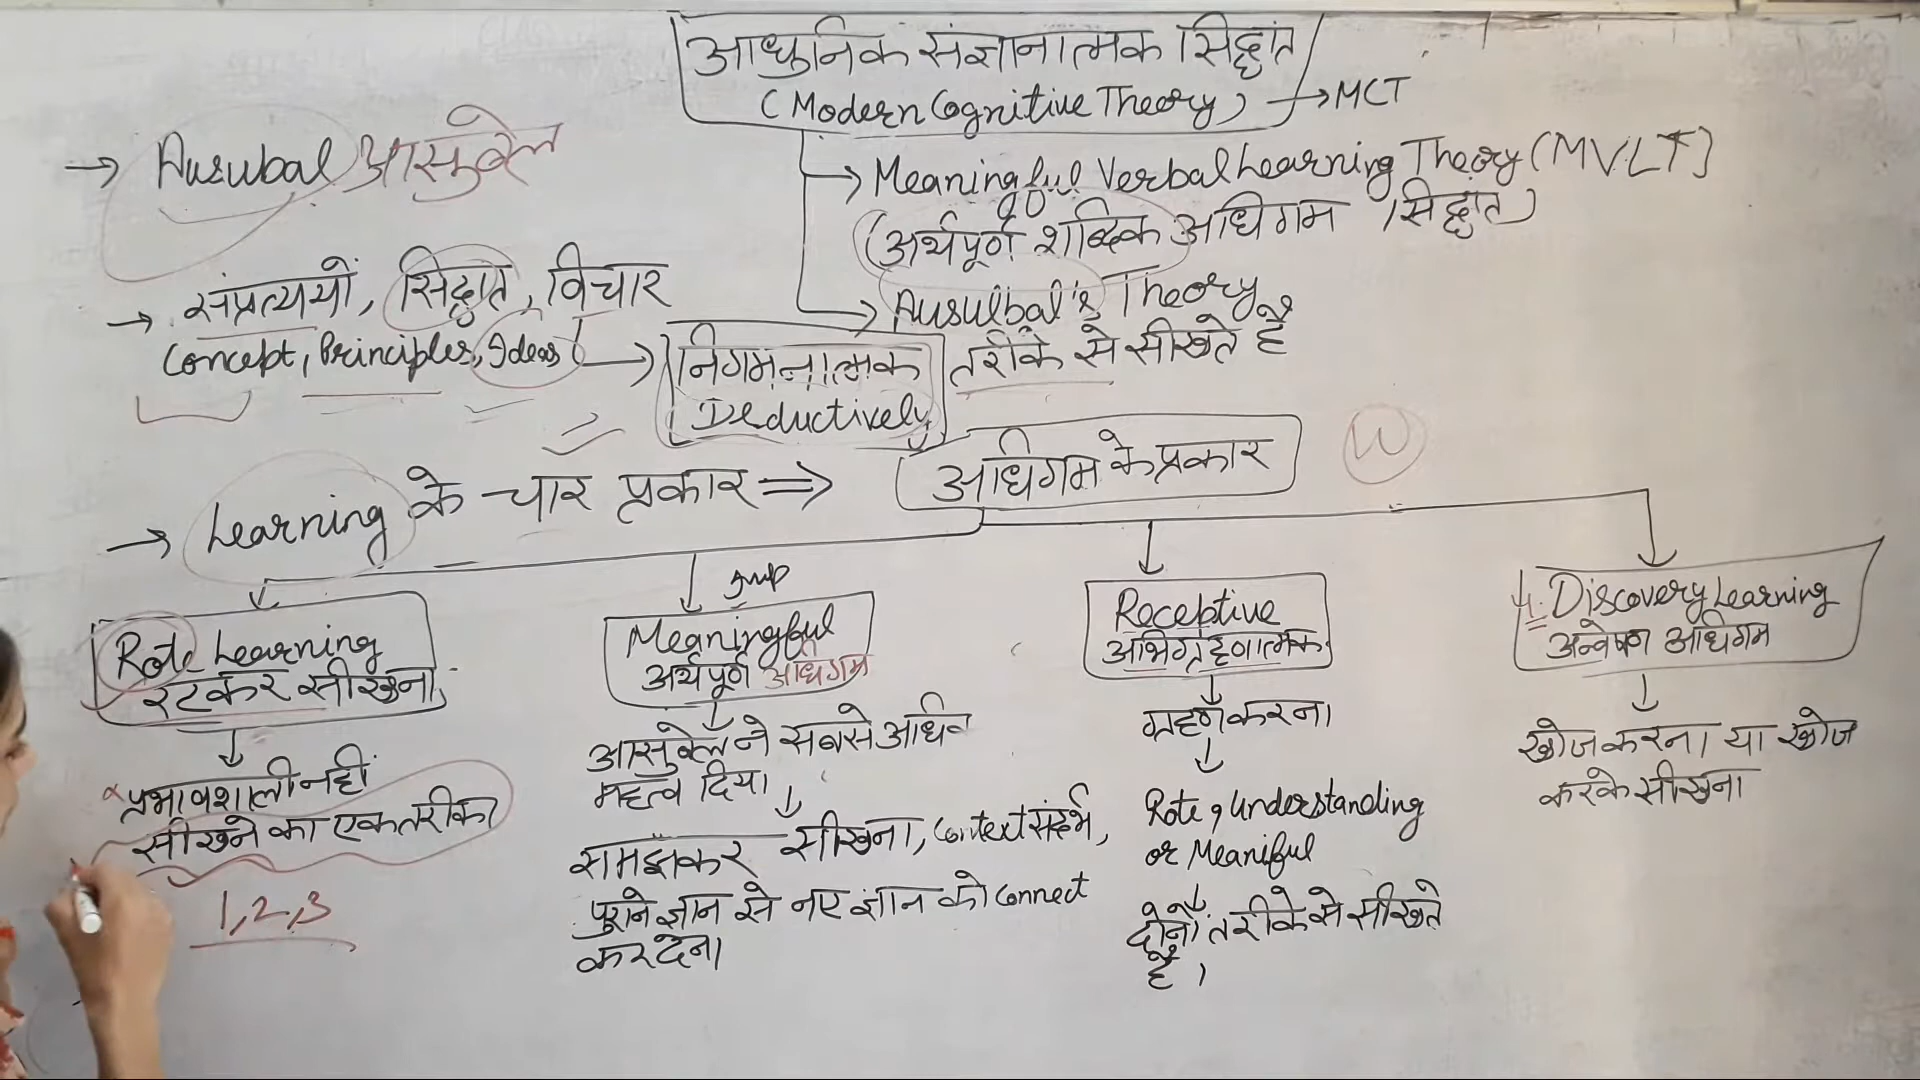 आधुनिक संज्ञानात्मक सिद्धांत
(Modern Cognitive Theory) → MCT
→ Ausubal आसुबेल
→ Meaningful Verbal Learning Theory (MVLT)
(अर्थपूर्ण शाब्दिक अधिगम सिद्धांत)
→ Ausulbal's Theory
→ संप्रत्ययों, सिद्धांत, विचार
Concept, Principles, Ideas → निगमनात्मक तरीके से सीखते है
Deductively
→ Learning के चार प्रकार ⇒ अधिगम के प्रकार
W
Rote Learning
रटकर सीखना
प्रभावशाली नहीं
सीखने का एक तरीका
1,2,3
Imp
Meaningful
अर्थपूर्ण अधिगम
आसुबेल ने सबसे अधिक
महत्व दिया
समझकर सीखना, Context संदर्भ,
पुराने ज्ञान से नए ज्ञान को Connect
कर देना
Receptive
अभिग्रहणात्मक
ग्रहण करना
Rote, Understanding
or Meaniful
दोनों तरीके से सीखते
है।
4. Discovery Learning
अन्वेषण अधिगम
खोज करना या खोज
करके सीखना